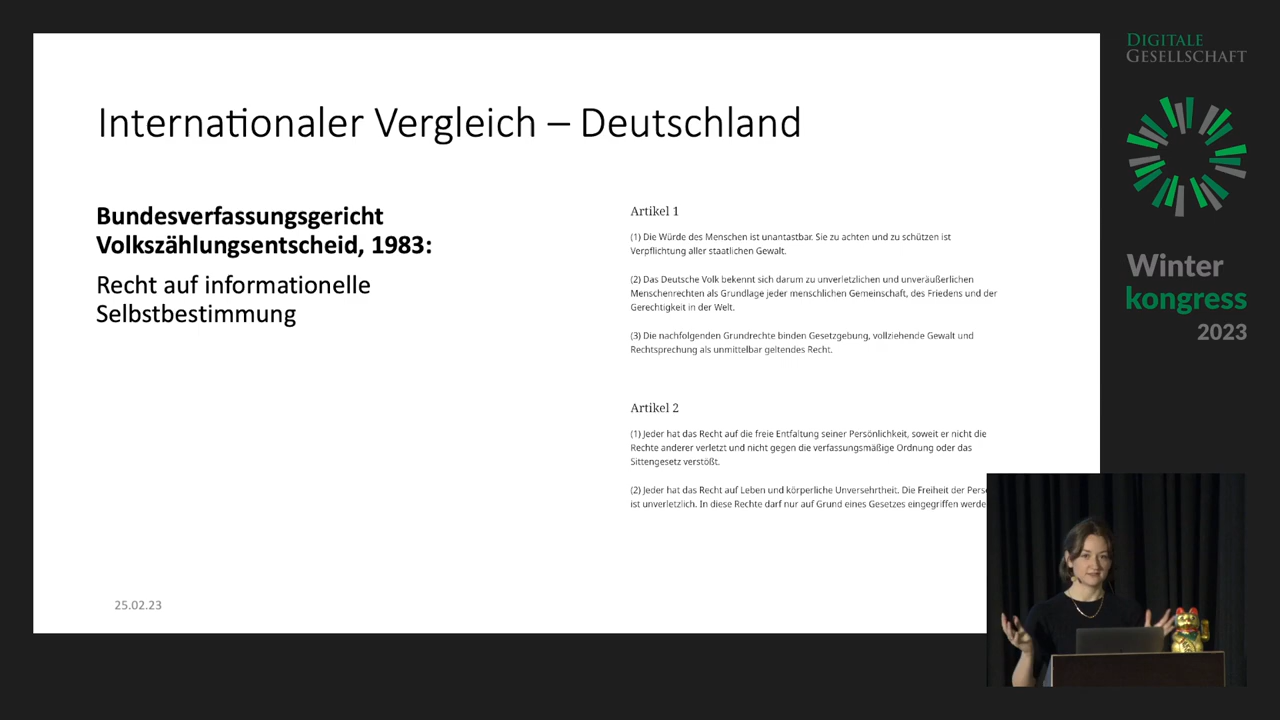 Internationaler Vergleich – Deutschland
Bundesverfassungsgericht
Volkszählungsentscheid, 1983:
Recht auf informationelle
Selbstbestimmung
Artikel 1
(1) Die Würde des Menschen ist unantastbar. Sie zu achten und zu schützen ist
Verpflichtung aller staatlichen Gewalt.
(2) Das Deutsche Volk bekennt sich darum zu unverletzlichen und unveräußerlichen
Menschenrechten als Grundlage jeder menschlichen Gemeinschaft, des Friedens und der
Gerechtigkeit in der Welt.
(3) Die nachfolgenden Grundrechte binden Gesetzgebung, vollziehende Gewalt und
Rechtsprechung als unmittelbar geltendes Recht.
Artikel 2
(1) Jeder hat das Recht auf die freie Entfaltung seiner Persönlichkeit, soweit er nicht die
Rechte anderer verletzt und nicht gegen die verfassungsmäßige Ordnung oder das
Sittengesetz verstößt.
(2) Jeder hat das Recht auf Leben und körperliche Unversehrtheit. Die Freiheit der
ist unverletzlich. In diese Rechte darf nur auf Grund eines Gesetzes eingegriffen
25.02.23
DIGITALE
GESELLSCHAFT
Winter
kongress
2023